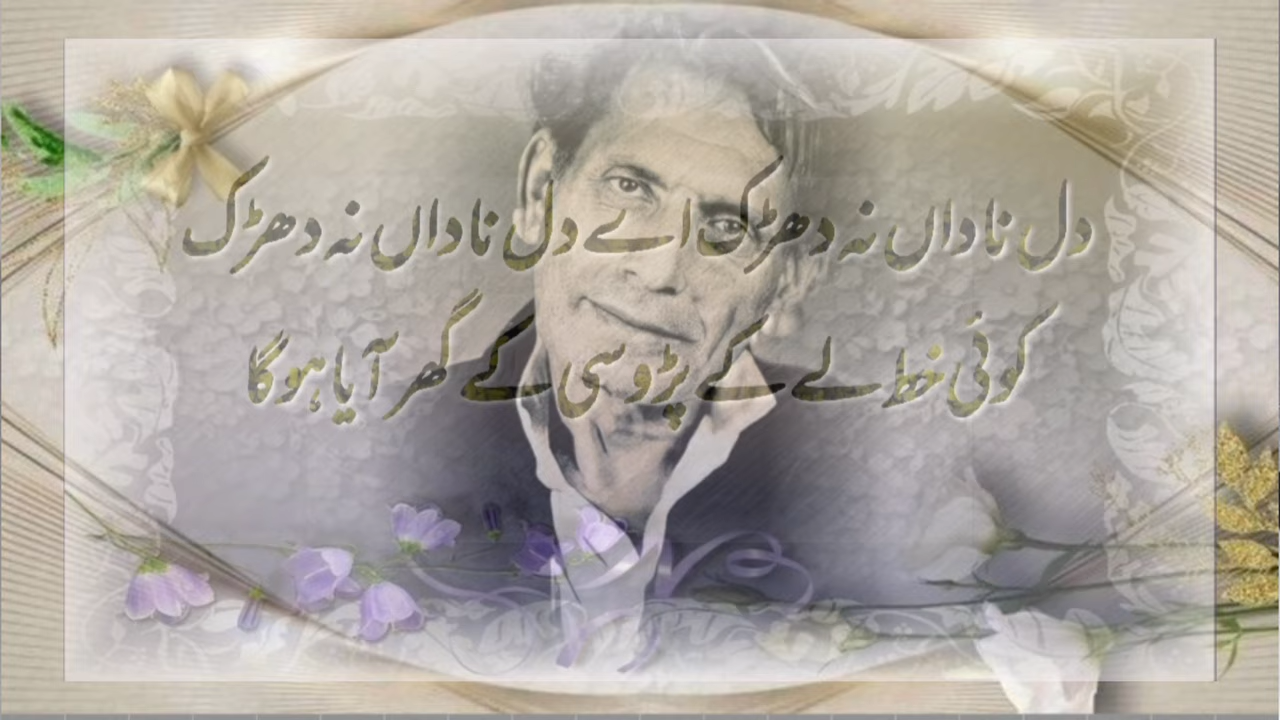 دل ناداں نہ دھڑک اے دل ناداں نہ دھڑک
کوئی خط لے کے پڑوسی کے گھر آیا ہوگا